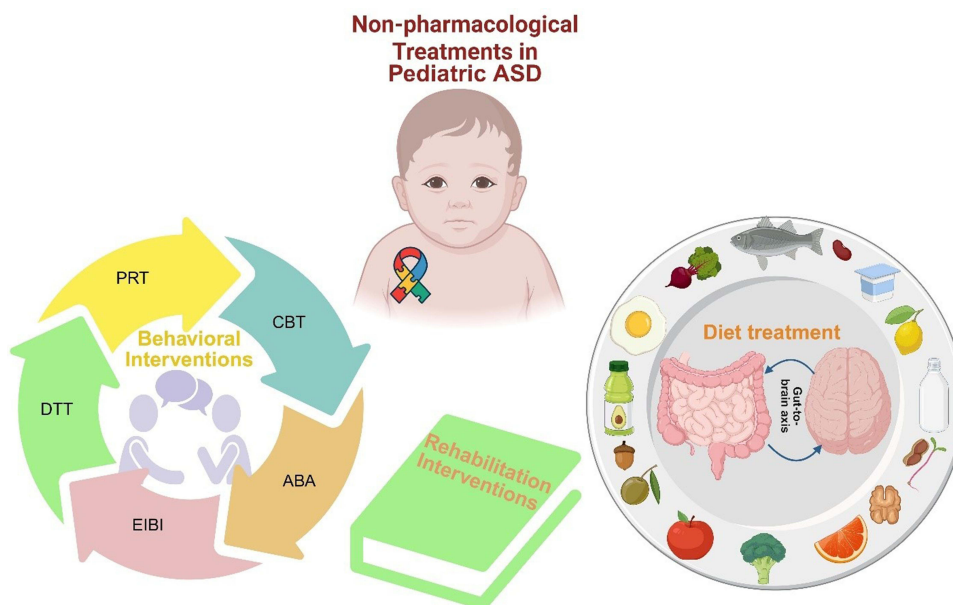 Non-pharmacological
Treatments in
Pediatric ASD
PRT
CBT
Behavioral
Interventions
DTT
ABA
EIBI
Rehabilitation
Interventions
Diet treatment
Gut-to-
brain axis